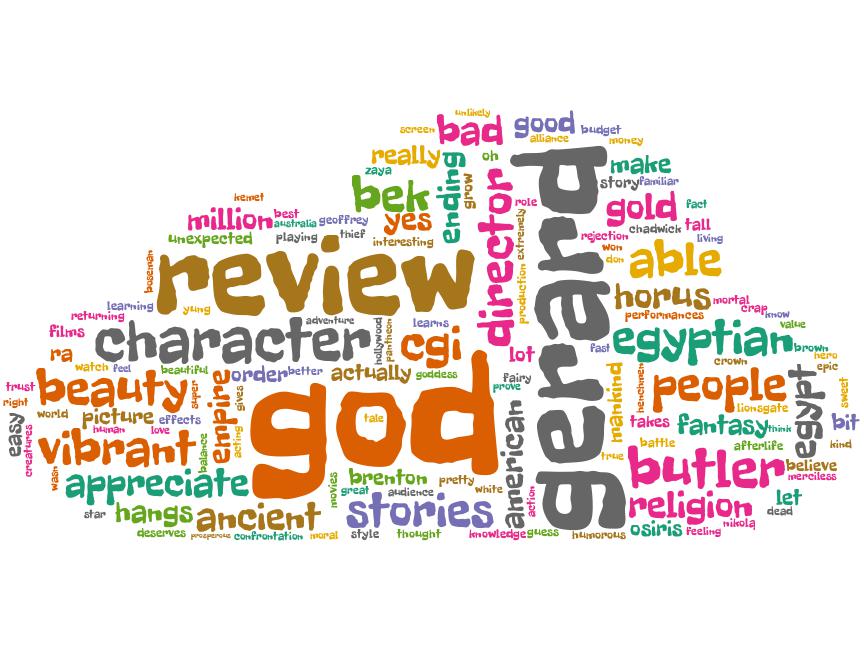 unlikely
screen
bad
good
budget
alliance
money
really
oh
zaya
ending
grow
make
bek
director
gerard
story
familiar
kemet
role
gold
fact
million
best
australia
geoffrey
yes
extremely
chadwick
tall
unexpected
playing
thief
interesting
rejection
living
won
don
able
boseman
review
production
horus
mortal
crap
learning
yung
performances
know
returning
adventure
learns
value
films
character
hollywood
pantheon
cgi
fast
egyptian
brown
ra
lot
hero
watch
feel
beautiful
order
better
actually
goddess
fairy
crown
epic
trust
beauty
super
empire
gives
god
prove
mankind
henchmen
people
egypt
sweet
right
world
picture
effects
tale
american
lionsgate
easy
human
love
acting
takes
fantasy
think
bit
creatures
vibrant
balance
battle
afterlife
kind
wasn
true
butler
believe
appreciate
movies
brenton
pretty
merciless
great
audience
white
action
star
hangs
ancient
stories
religion
let
dead
osiris
feeling
nikola
deserves
prosperous
confrontation
moral
style
thought
knowledge
guess
humorous